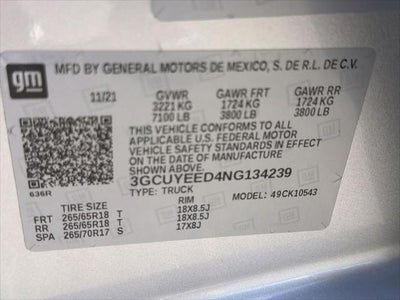 gm
MFD BY GENERAL MOTORS DE MEXICO, S DE R.L. DE C.V.
11/21 GVWR GAWR FRT GAWR RR
3221 KG 1724 KG 1724 KG
7100 LB 3800 LB 3800 LB
THIS VEHICLE CONFORMS TO ALL
APPLICABLE U.S. FEDERAL MOTOR
VEHICLE SAFETY STANDARDS IN EFFECT
ON THE DATE OF MANUFACTURE
SHOWN ABOVE.
3GCUYEED4NG134239
636R TYPE: TRUCK MODEL: 49CK10543
TIRE SIZE RIM
FRT 265/65R18 T 18X8.5J
RR 265/65R18 T 18X8.5J
SPA 265/70R17 S 17X8J